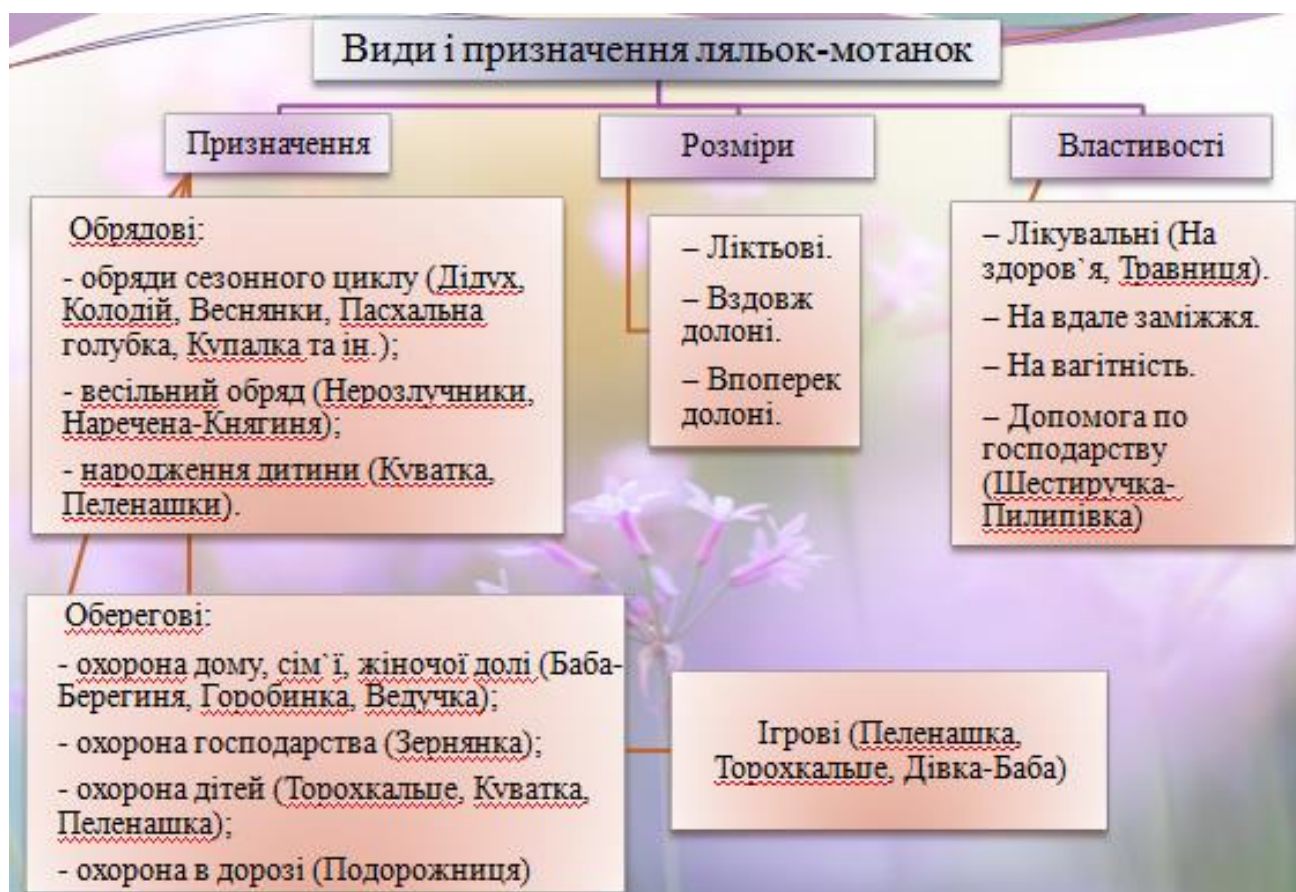 Види і призначення ляльок-мотанок
Призначення
Розміри
Властивості
Обрядові:
- обряди сезонного циклу (Дідух,
Колодій, Веснянки, Пасхальна
голубка, Купалка та ін.);
- весільний обряд (Нерозлучники,
Наречена-Княгиня);
- народження дитини (Куватка,
Пеленашки).
– Ліктьові.
– Вздовж
долоні.
– Впоперек
долоні.
– Лікувальні (На
здоров`я, Травниця).
– На вдале заміжжя.
– На вагітність.
– Допомога по
господарству
(Шестиручка-
Пилипівка)
Оберегові:
- охорона дому, сім`ї, жіночої долі (Баба-
Берегиня, Горобинка, Ведучка);
- охорона господарства (Зернянка);
- охорона дітей (Торохкальце, Куватка,
Пеленашка);
- охорона в дорозі (Подорожниця)
Ігрові (Пеленашка,
Торохкальце, Дівка-Баба)